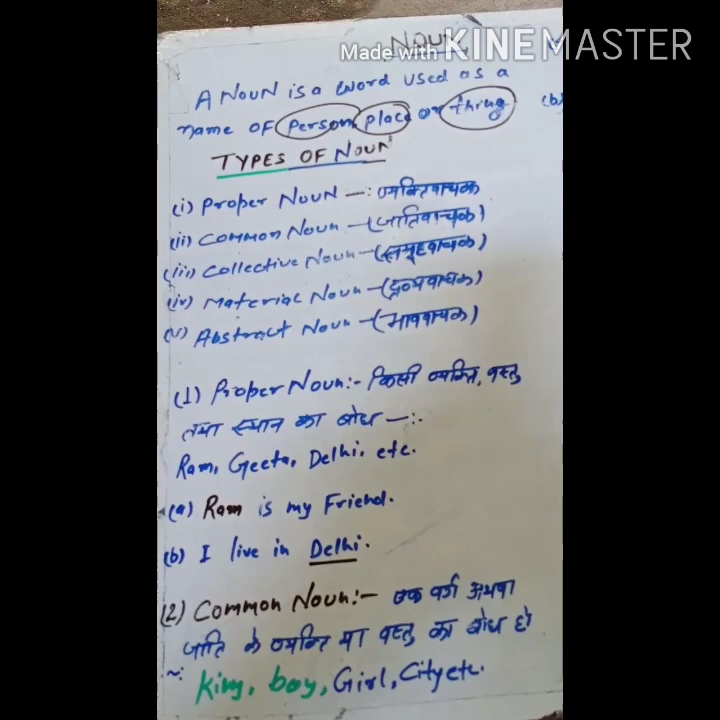 NOUN
Made with KINEMASTER
A NOUN is a word used as a
name OF Person, place or thing (b)
TYPES OF NOUN
(i) Proper NOUN —: व्यक्तिवाचक
(ii) Common Noun —(जातिवाचक)
(iii) Collective Noun —(समूहवाचक)
(iv) Material Noun —(द्रव्यवाचक)
(v) Abstract Noun —(भाववाचक)
(1) Proper Noun:- किसी व्यक्ति, वस्तु
तथा स्थान का बोध —:-
Ram, Geeta, Delhi. etc.
(a) Ram is my Friend.
(b) I live in Delhi.
(2) Common Noun:- एक वर्ग अथवा
जाति के व्यक्ति या वस्तु का बोध हो
~: King, boy, Girl, City etc.